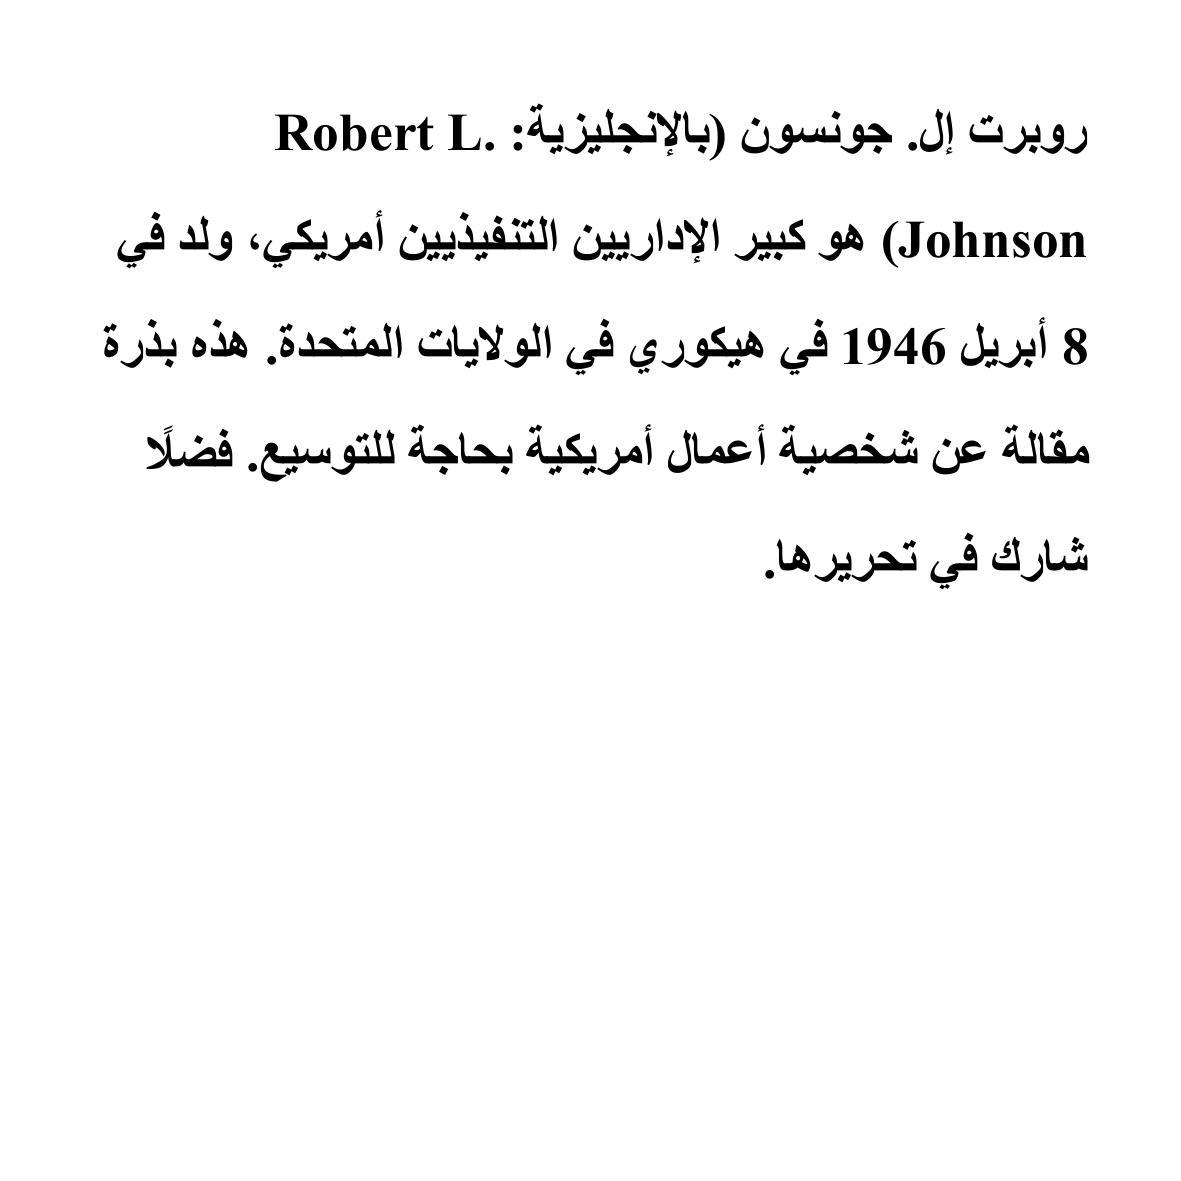 روبرت إل. جونسون (بالإنجليزية: Robert L.
Johnson) هو كبير الإداريين التنفيذيين أمريكي، ولد في
8 أبريل 1946 في هيكوري في الولايات المتحدة. هذه بذرة
مقالة عن شخصية أعمال أمريكية بحاجة للتوسيع. فضلًا
شارك في تحريرها.